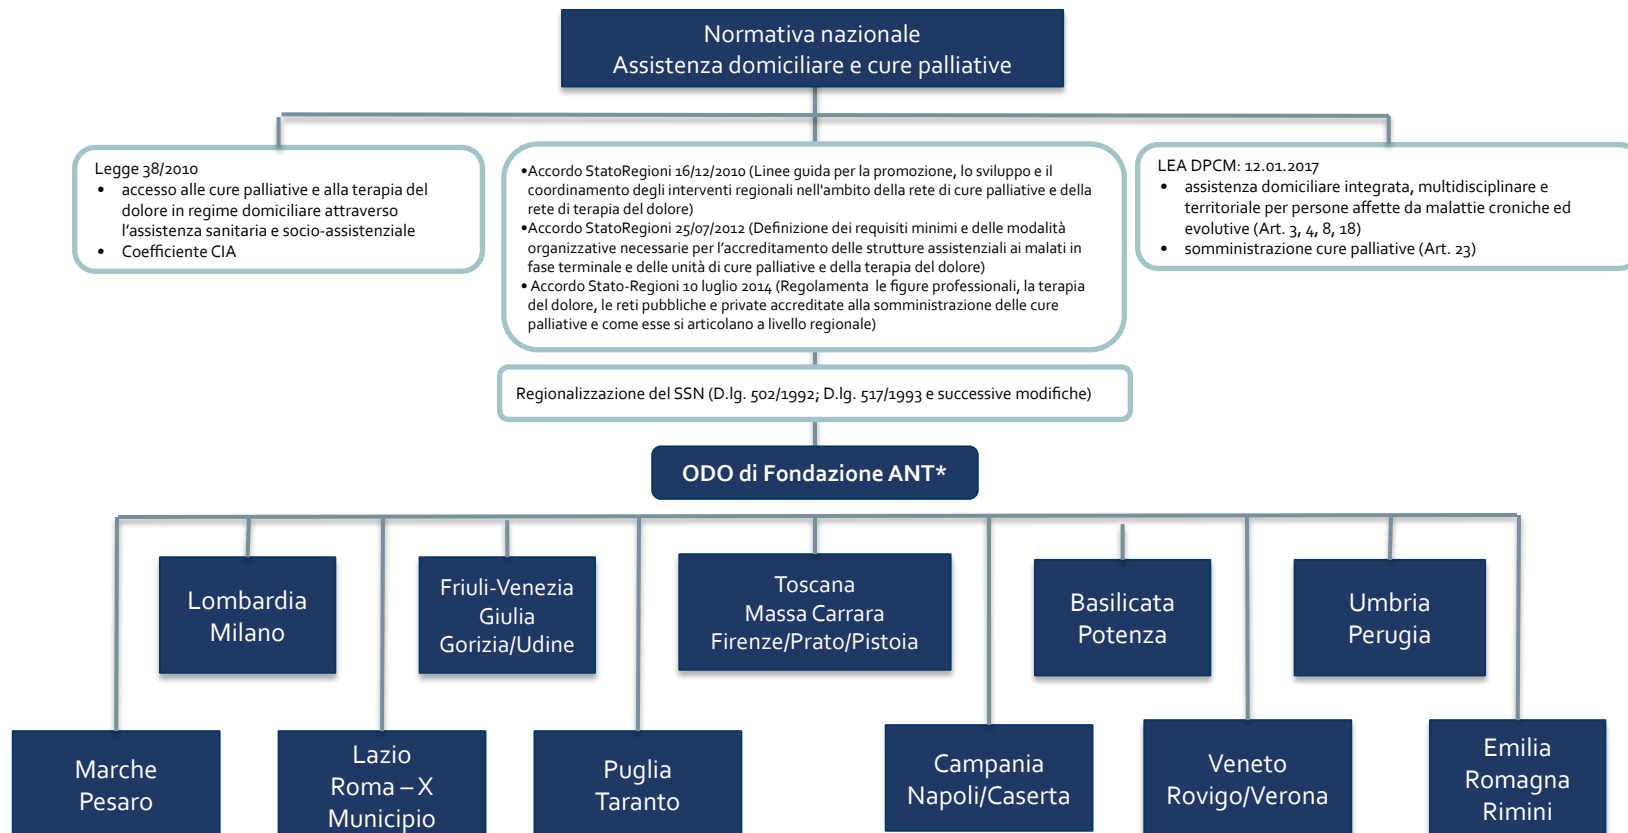 Normativa nazionale
Assistenza domiciliare e cure palliative
Legge 38/2010
• accesso alle cure palliative e alla terapia del
dolore in regime domiciliare attraverso
l’assistenza sanitaria e socio-assistenziale
• Coefficiente CIA
•Accordo StatoRegioni 16/12/2010 (Linee guida per la promozione, lo sviluppo e il
coordinamento degli interventi regionali nell'ambito della rete di cure palliative e della
rete di terapia del dolore)
•Accordo StatoRegioni 25/07/2012 (Definizione dei requisiti minimi e delle modalità
organizzative necessarie per l’accreditamento delle strutture assistenziali ai malati in
fase terminale e delle unità di cure palliative e della terapia del dolore)
• Accordo Stato-Regioni 10 luglio 2014 (Regolamenta le figure professionali, la terapia
del dolore, le reti pubbliche e private accreditate alla somministrazione delle cure
palliative e come esse si articolano a livello regionale)
LEA DPCM: 12.01.2017
• assistenza domiciliare integrata, multidisciplinare e
territoriale per persone affette da malattie croniche ed
evolutive (Art. 3, 4, 8, 18)
• somministrazione cure palliative (Art. 23)
Regionalizzazione del SSN (D.lg. 502/1992; D.lg. 517/1993 e successive modifiche)
ODO di Fondazione ANT*
Lombardia
Milano
Friuli-Venezia
Giulia
Gorizia/Udine
Toscana
Massa Carrara
Firenze/Prato/Pistoia
Basilicata
Potenza
Umbria
Perugia
Marche
Pesaro
Lazio
Roma – X
Municipio
Puglia
Taranto
Campania
Napoli/Caserta
Veneto
Rovigo/Verona
Emilia
Romagna
Rimini